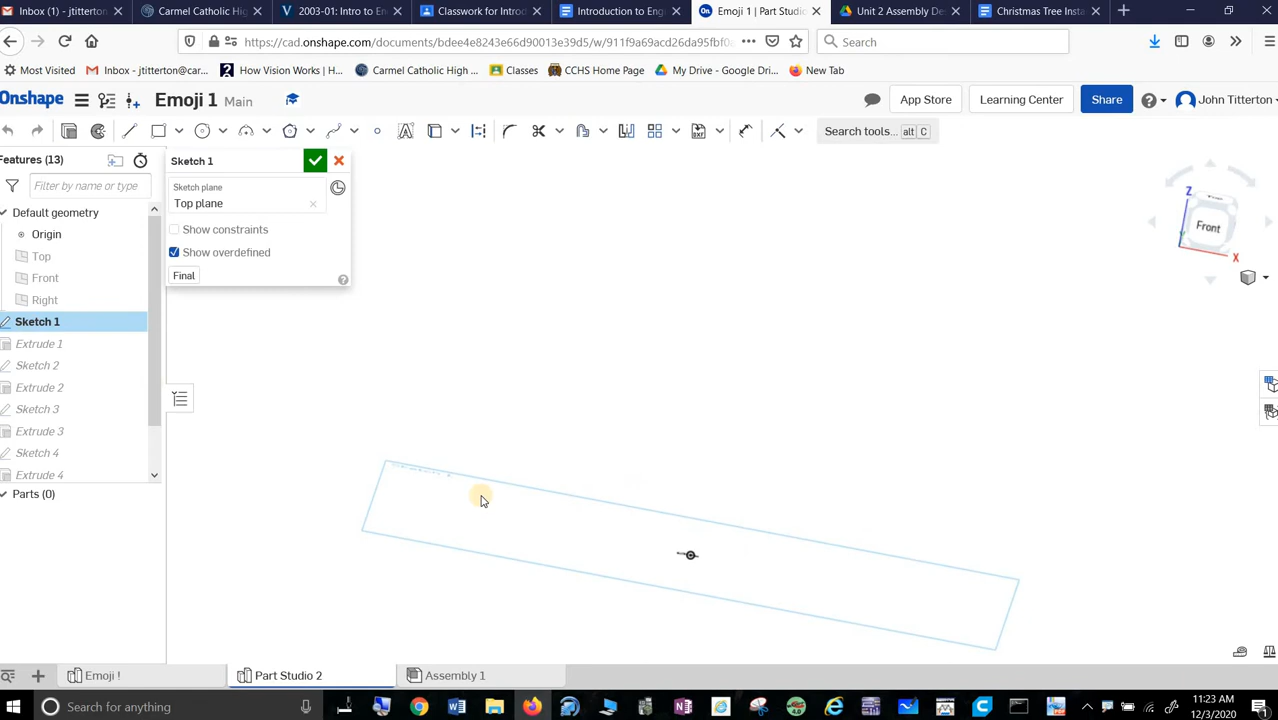 Inbox (1) - jtitterton
Carmel Catholic Hig
2003-01: Intro to En
Classwork for Introd
Introduction to Engi
Emoji 1 | Part Studio
Unit 2 Assembly De
Christmas Tree Insta
https://cad.onshape.com/documents/bdee4e8243e66d90013e39d5/w/911f9a69acd26da95fbf0
Search
Most Visited
Inbox - jtitterton@car...
How Vision Works | H...
Carmel Catholic High ...
Classes
CCHS Home Page
My Drive - Google Dri...
New Tab
Onshape
Emoji 1 Main
App Store
Learning Center
Share
John Titterton
Search tools... alt C
Features (13)
Filter by name or type
Default geometry
Origin
Top
Front
Right
Sketch 1
Extrude 1
Sketch 2
Extrude 2
Sketch 3
Extrude 3
Sketch 4
Extrude 4
Parts (0)
Sketch 1
Sketch plane
Top plane
Show constraints
Show overdefined
Final
Z
Front
X
Emoji !
Part Studio 2
Assembly 1
Search for anything
11:23 AM
12/3/2020